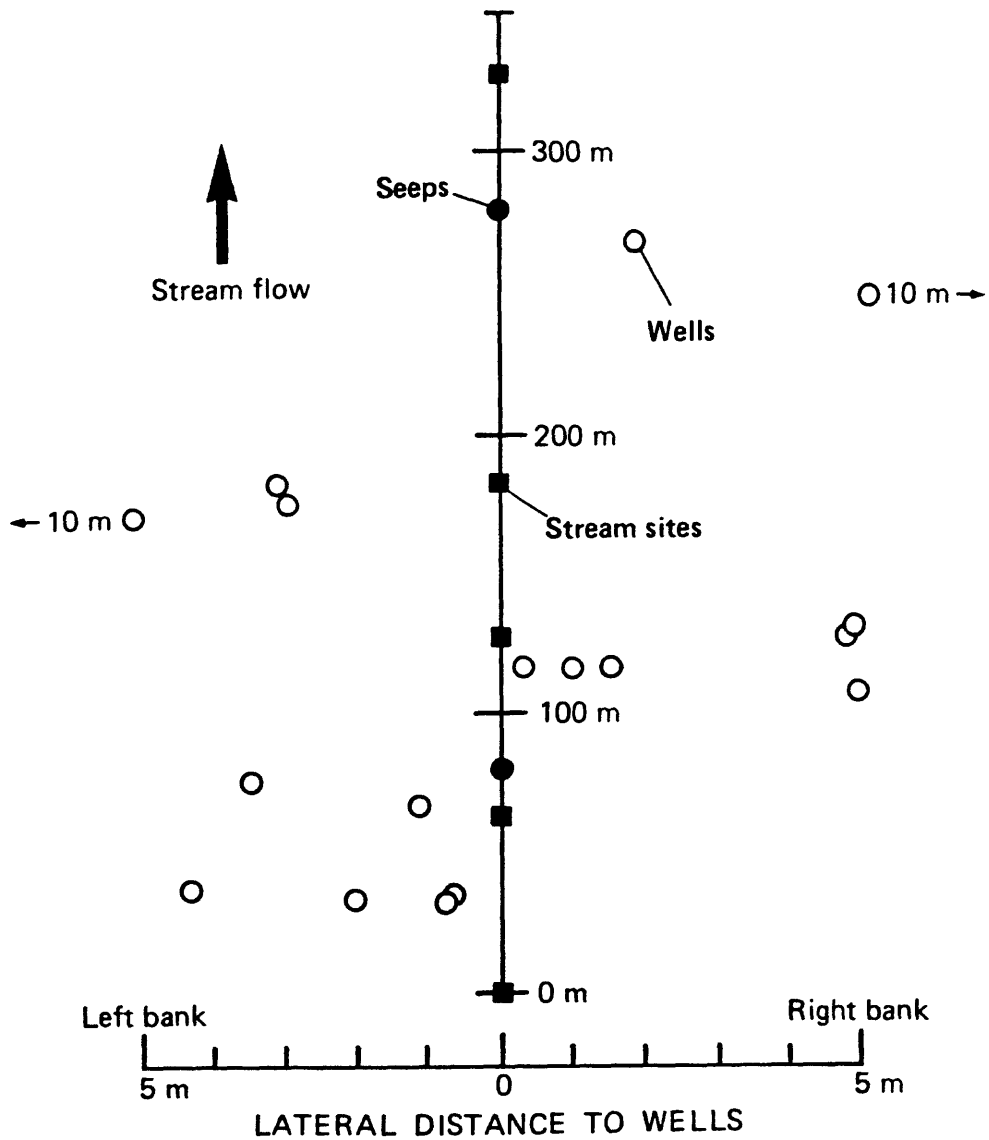 300 m
Seeps
Stream flow
10 m
Wells
200 m
10 m
Stream sites
100 m
0 m
Left bank
Right bank
5 m
0
5 m
LATERAL DISTANCE TO WELLS